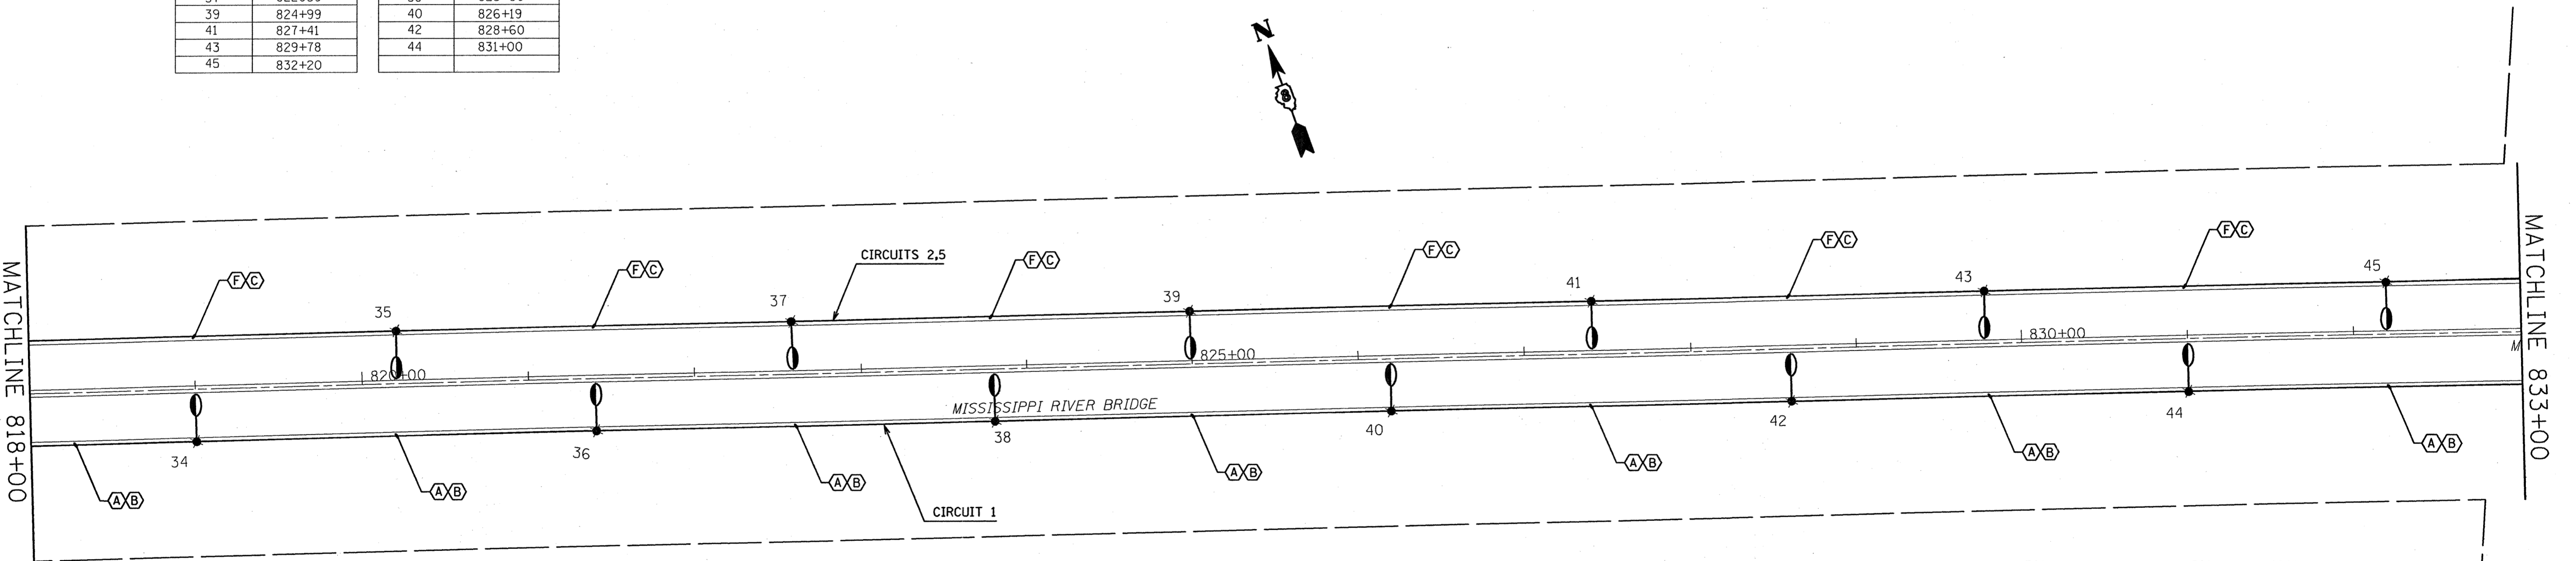 39 824+99
41 827+41
43 829+78
45 832+20
40 826+19
42 828+60
44 831+00
N
8
MATCHLINE 818+00
MATCHLINE 833+00
F C
F C
F C
F C
F C
F C
CIRCUITS 2,5
35
37
39
41
43
45
820+00
825+00
830+00
M
MISSISSIPPI RIVER BRIDGE
34
36
38
40
42
44
A B
A B
A B
A B
A B
A B
A B
CIRCUIT 1